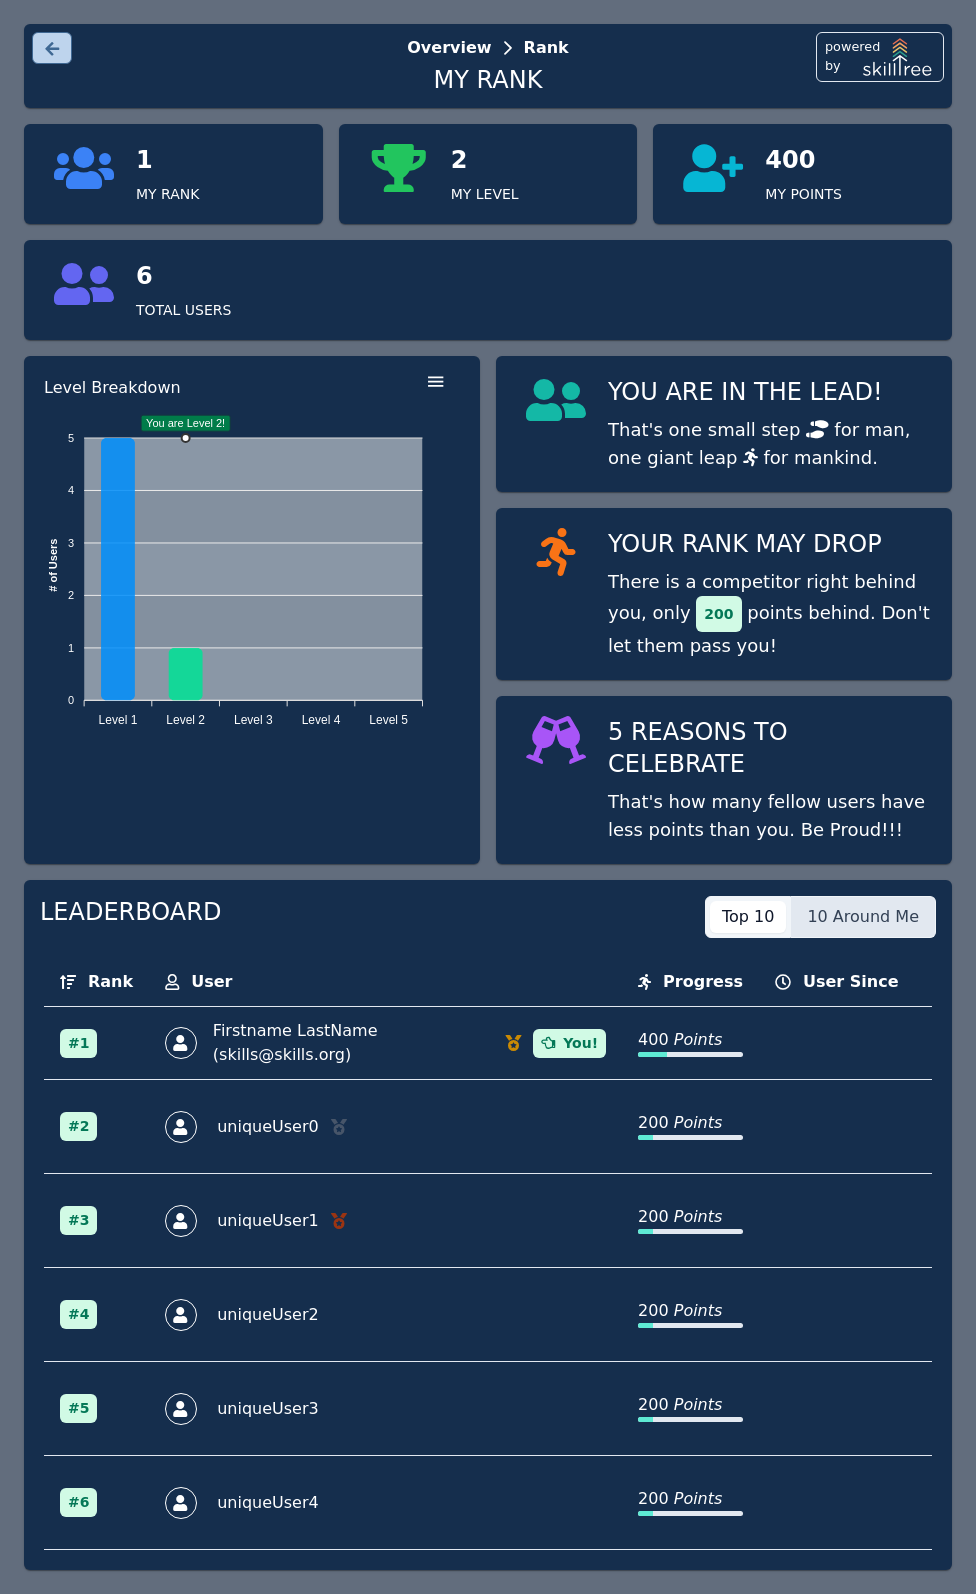 Overview > Rank
MY RANK
powered
by skilltree
1
MY RANK
2
MY LEVEL
400
MY POINTS
6
TOTAL USERS
Level Breakdown
You are Level 2!
# of Users
5
4
3
2
1
0
Level 1 Level 2 Level 3 Level 4 Level 5
YOU ARE IN THE LEAD!
That's one small step for man,
one giant leap for mankind.
YOUR RANK MAY DROP
There is a competitor right behind
you, only 200 points behind. Don't
let them pass you!
5 REASONS TO
CELEBRATE
That's how many fellow users have
less points than you. Be Proud!!!
LEADERBOARD
Top 10 10 Around Me
Rank User Progress User Since
#1 Firstname LastName
(skills@skills.org) You! 400 Points
#2 uniqueUser0 200 Points
#3 uniqueUser1 200 Points
#4 uniqueUser2 200 Points
#5 uniqueUser3 200 Points
#6 uniqueUser4 200 Points